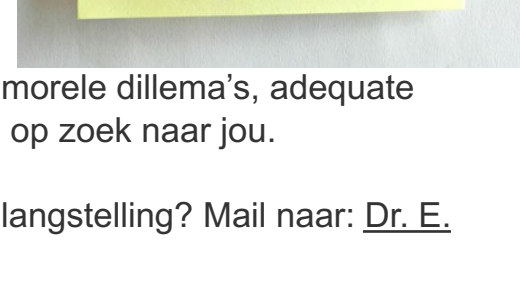 morele dillema’s, adequate
op zoek naar jou.
langstelling? Mail naar: Dr. E.